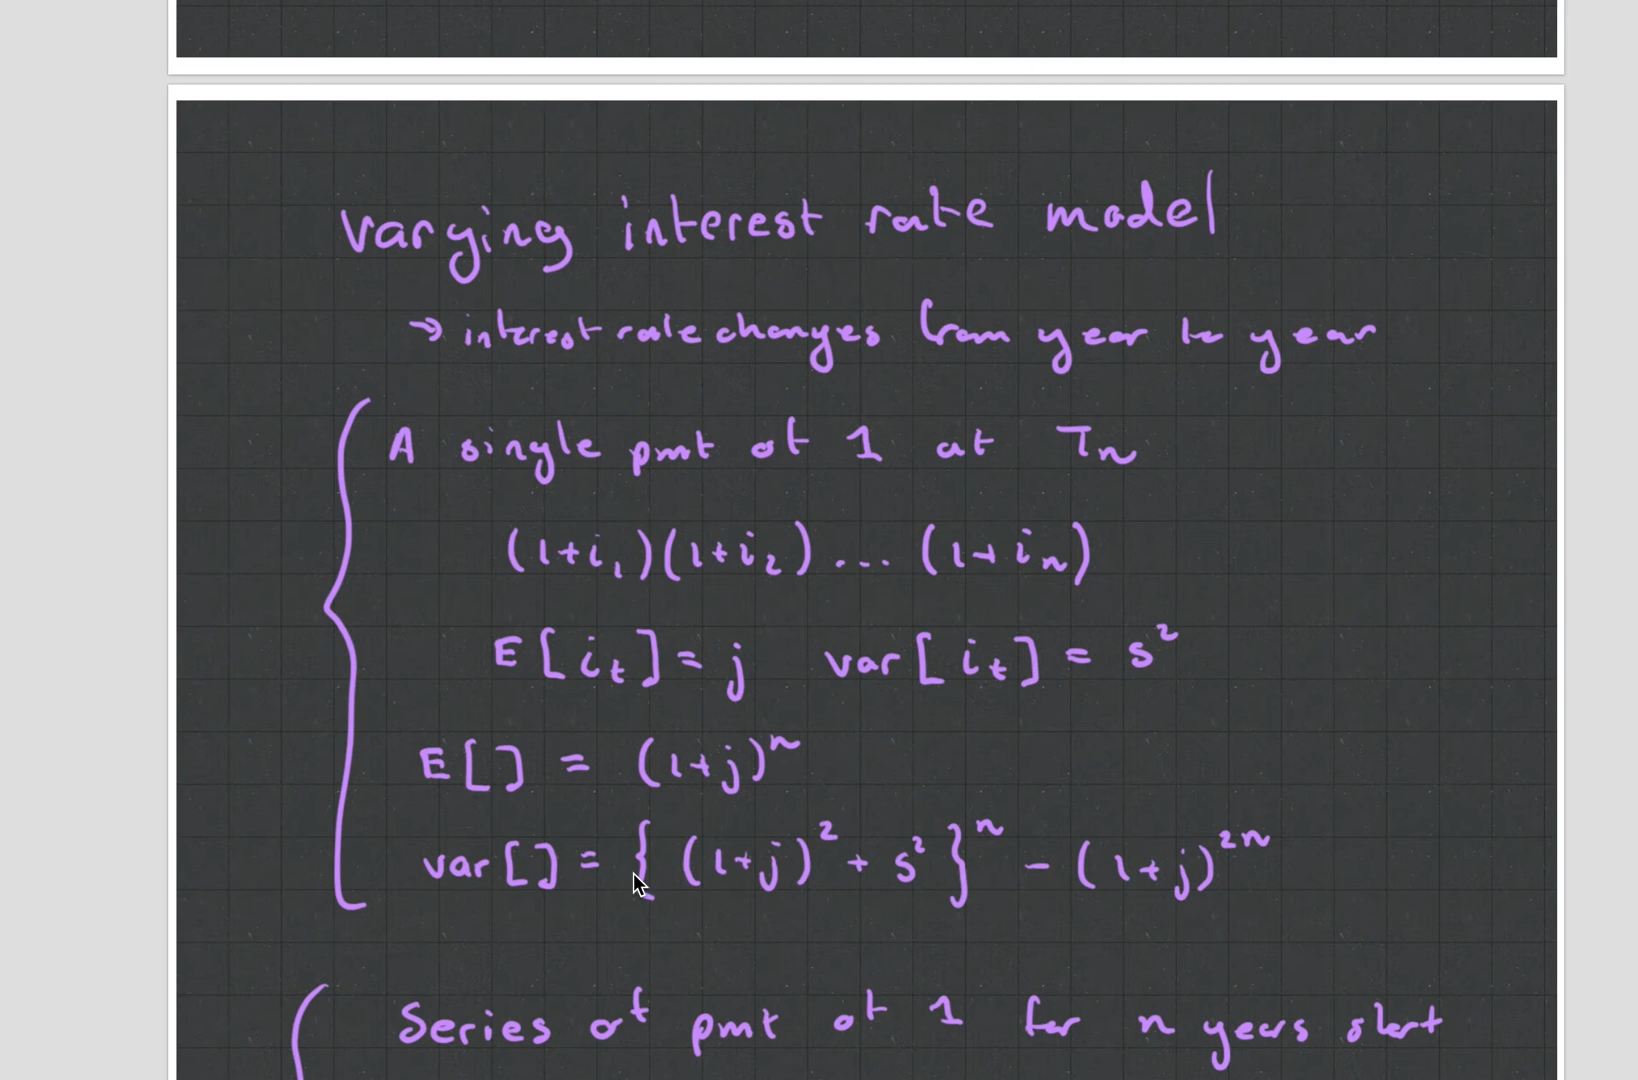 varying interest rate model
→ interest rate changes from year to year
A single pmt of 1 at Tn
(1+i₁)(1+i₂)...(1+iₙ)
E[iₜ] = j var[iₜ] = s²
E[] = (1+j)ⁿ
var[] = {(1+j)² + s²}ⁿ - (1+j)²ⁿ
Series of pmt of 1 for n years start